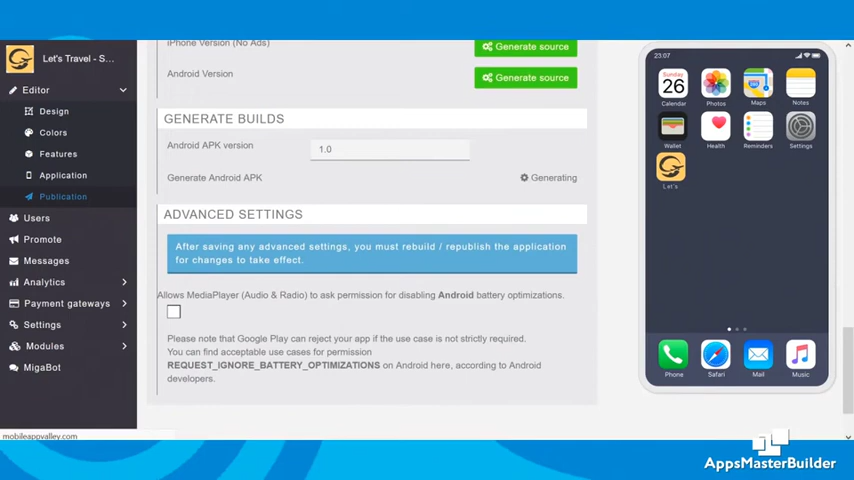 Let's Travel - S...
Editor
Design
Colors
Features
Application
Publication
Users
Promote
Messages
Analytics
Payment gateways
Settings
Modules
MigaBot
mobileappvalley.com
iPhone Version (No Ads)
Generate source
Android Version
Generate source
GENERATE BUILDS
Android APK version
1.0
Generate Android APK
Generating
ADVANCED SETTINGS
After saving any advanced settings, you must rebuild / republish the application
for changes to take effect.
Allows MediaPlayer (Audio & Radio) to ask permission for disabling Android battery optimizations.
Please note that Google Play can reject your app if the use case is not strictly required.
You can find acceptable use cases for permission
REQUEST_IGNORE_BATTERY_OPTIMIZATIONS on Android here, according to Android
developers.
23:07
Sunday
26
Calendar
Photos
Maps
Notes
Wallet
Health
Reminders
Settings
Let's
Phone
Safari
Mail
Music
AppsMasterBuilder